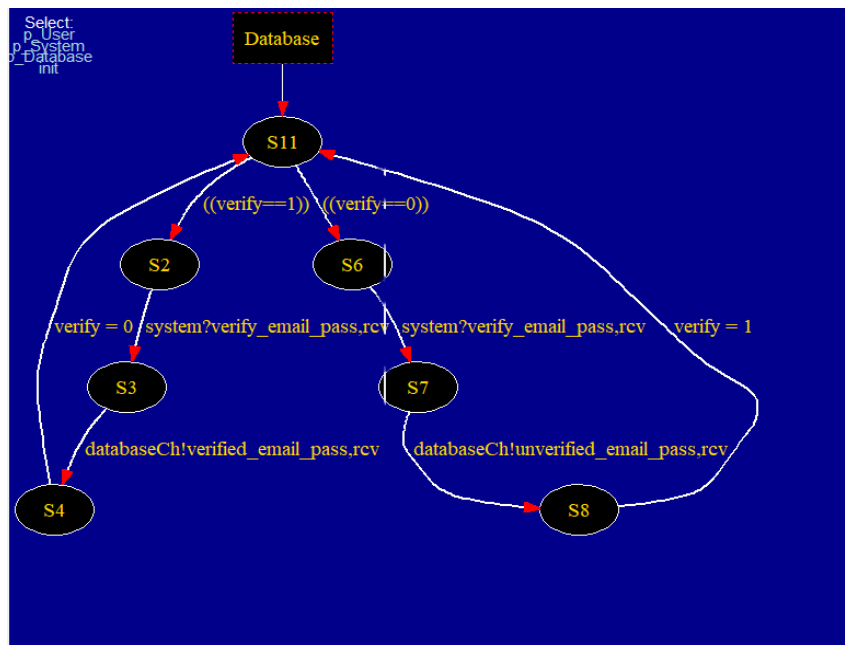 Select:
p_User
p_System
p_Database
init
Database
S11
((verify==1)) ((verify==0))
S2
S6
verify = 0
system?verify_email_pass,rcv
system?verify_email_pass,rcv
verify = 1
S3
S7
databaseCh!verified_email_pass,rcv
databaseCh!unverified_email_pass,rcv
S4
S8